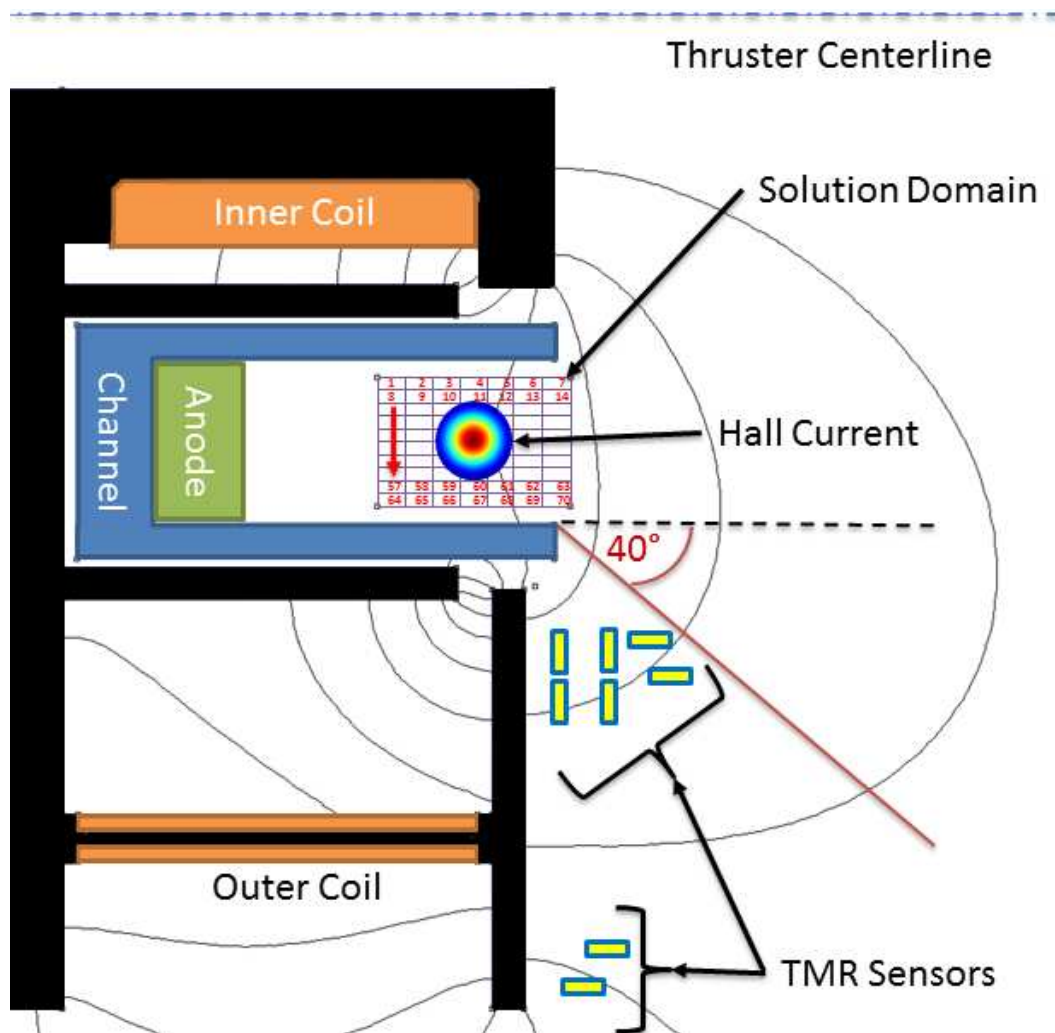 Thruster Centerline
Solution Domain
Inner Coil
Channel
Anode
1 2 3 4 5 6 7
8 9 10 11 12 13 14
Hall Current
57 58 59 60 61 62 63
64 65 66 67 68 69 70
40°
Outer Coil
TMR Sensors